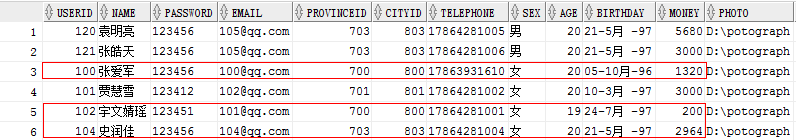 USERID NAME PASSWORD EMAIL PROVINCEID CITYID TELEPHONE SEX AGE BIRTHDAY MONEY PHOTO
1 120 袁明亮 123456 105@qq.com 703 803 17864281005 男 20 21-5月 -97 5680 D:\potograph
2 121 张皓天 123456 105@qq.com 703 803 17864281006 男 20 21-5月 -97 3000 D:\potograph
3 100 张爱军 123456 100@qq.com 700 800 17863931610 女 20 05-10月-96 1320 D:\potograph
4 101 贾慧雪 123412 102@qq.com 701 801 17864281002 女 20 10-3月 -97 3000 D:\potograph
5 102 宇文婧瑶 123451 101@qq.com 700 800 17864281001 女 19 24-7月 -97 200 D:\potograph
6 104 史润佳 123456 104@qq.com 703 803 17864281004 女 20 21-5月 -97 2964 D:\potograph